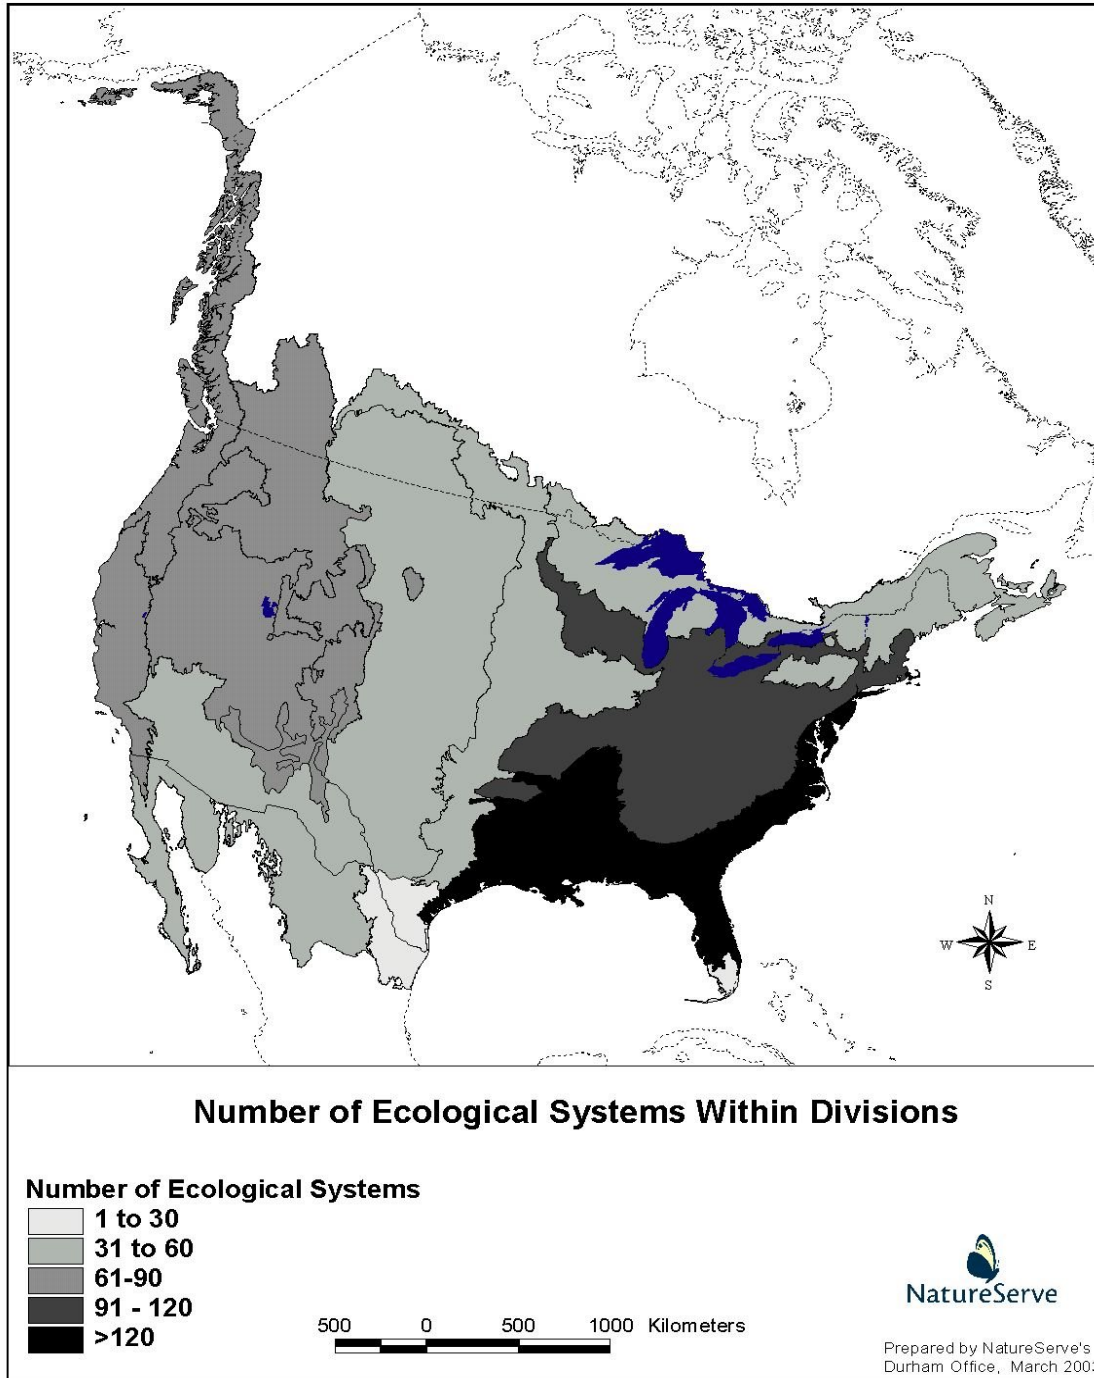 N
W E
S
Number of Ecological Systems Within Divisions
Number of Ecological Systems
1 to 30
31 to 60
61-90
91 - 120
>120
500 0 500 1000 Kilometers
NatureServe
Prepared by NatureServe's
Durham Office, March 2003